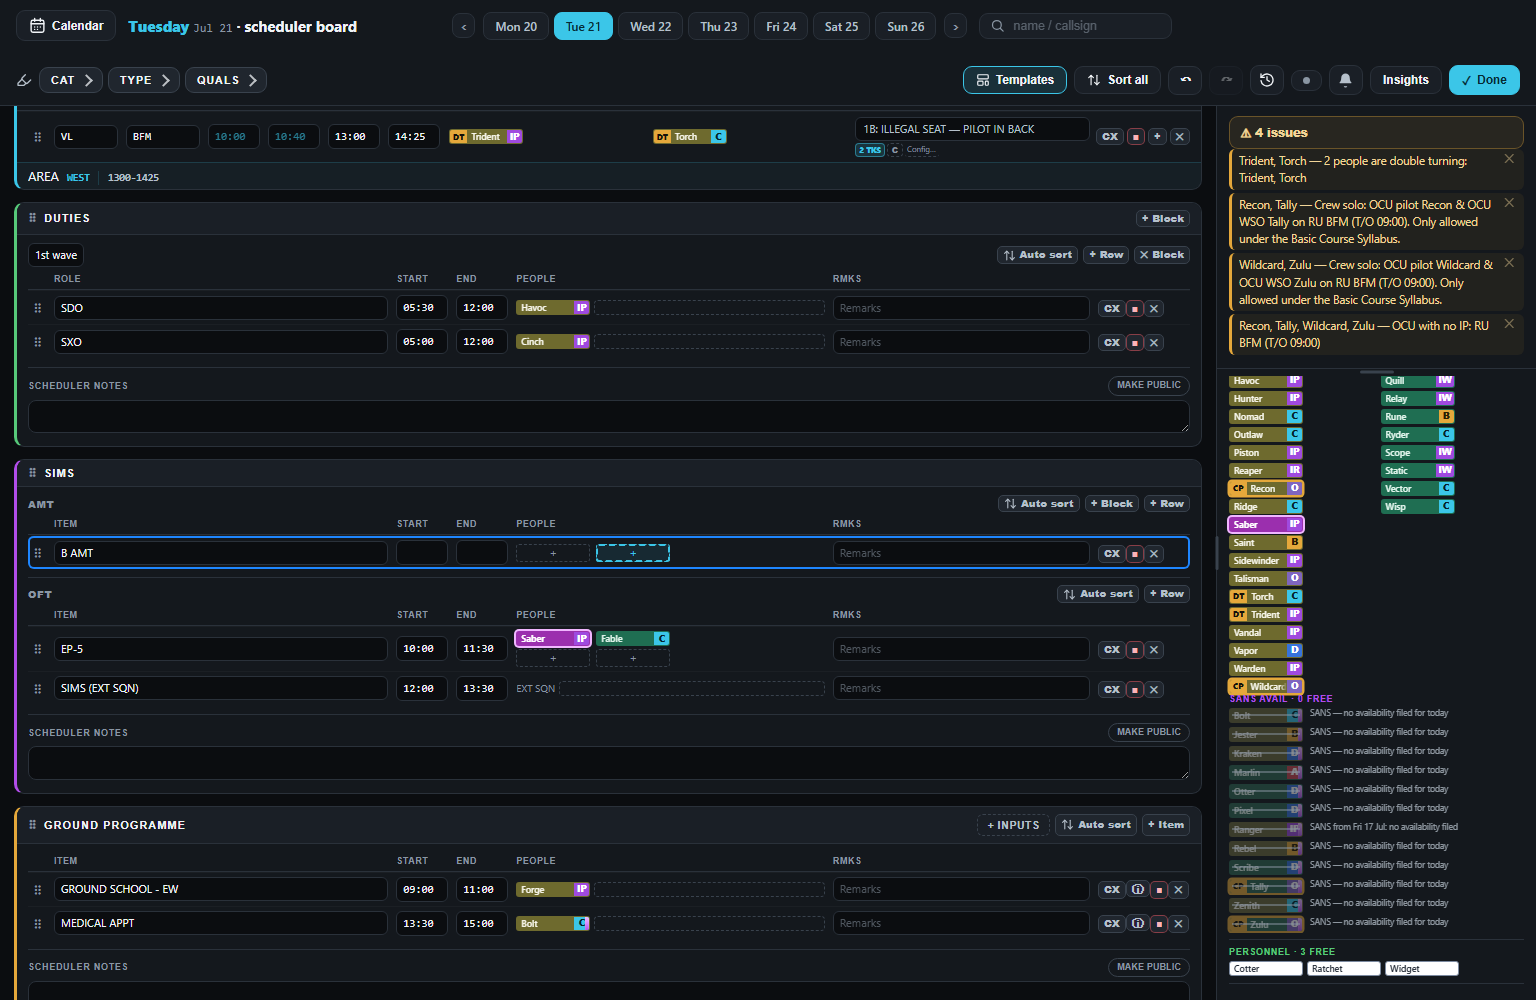 Calendar
Tuesday Jul 21 · scheduler board
‹ Mon 20 Tue 21 Wed 22 Thu 23 Fri 24 Sat 25 Sun 26 ›
name / callsign
CAT TYPE QUALS
Templates Sort all Insights ✓ Done
VL BFM 10:00 10:40 13:00 14:25 DT Trident IP DT Torch C 1B: ILLEGAL SEAT — PILOT IN BACK CX + ✕
2 TKS C Config...
AREA WEST 1300-1425
DUTIES + Block
1st wave Auto sort + Row ✕ Block
ROLE START END PEOPLE RMKS
SDO 05:30 12:00 Havoc IP Remarks CX ✕
SXO 05:00 12:00 Cinch IP Remarks CX ✕
SCHEDULER NOTES MAKE PUBLIC
SIMS
AMT Auto sort + Block + Row
ITEM START END PEOPLE RMKS
B AMT + + Remarks CX ✕
OFT Auto sort + Row
ITEM START END PEOPLE RMKS
EP-5 10:00 11:30 Saber IP Fable C Remarks CX ✕
+ +
SIMS (EXT SQN) 12:00 13:30 EXT SQN Remarks CX ✕
SCHEDULER NOTES MAKE PUBLIC
GROUND PROGRAMME + INPUTS Auto sort + Item
ITEM START END PEOPLE RMKS
GROUND SCHOOL - EW 09:00 11:00 Forge IP Remarks CX ✕
MEDICAL APPT 13:30 15:00 Bolt C Remarks CX ✕
SCHEDULER NOTES MAKE PUBLIC
⚠ 4 issues
Trident, Torch — 2 people are double turning:
Trident, Torch
Recon, Tally — Crew solo: OCU pilot Recon & OCU
WSO Tally on RU BFM (T/O 09:00). Only allowed
under the Basic Course Syllabus.
Wildcard, Zulu — Crew solo: OCU pilot Wildcard &
OCU WSO Zulu on RU BFM (T/O 09:00). Only
allowed under the Basic Course Syllabus.
Recon, Tally, Wildcard, Zulu — OCU with no IP: RU
BFM (T/O 09:00)
Havoc IP Quill IW
Hunter IP Relay IW
Nomad C Rune B
Outlaw C Ryder C
Piston IP Scope IW
Reaper IR Static IW
CP Recon O Vector C
Ridge C Wisp C
Saber IP
Saint B
Sidewinder IP
Talisman O
DT Torch C
DT Trident IP
Vandal IP
Vapor D
Warden IP
CP Wildcard O
SANS AVAIL · 0 FREE
Bolt C SANS — no availability filed for today
Jester SANS — no availability filed for today
Kraken D SANS — no availability filed for today
Marlin A SANS — no availability filed for today
Otter D SANS — no availability filed for today
Pixel D SANS — no availability filed for today
Ranger IP SANS from Fri 17 Jul: no availability filed
Rebel SANS — no availability filed for today
Scribe D SANS — no availability filed for today
CP Tally O SANS — no availability filed for today
Zenith C SANS — no availability filed for today
CP Zulu O SANS — no availability filed for today
PERSONNEL · 3 FREE
Cotter Ratchet Widget